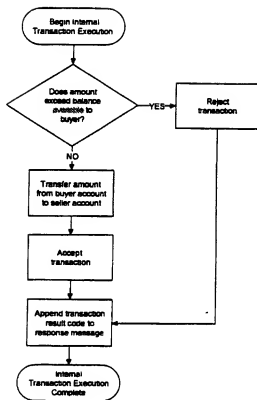 Begin Internal
Transaction Execution
Does amount
exceed balance
available to
buyer?
YES
Reject
transaction
NO
Transfer amount
from buyer account
to seller account
Accept
transaction
Append transaction
result code to
response message
Internal
Transaction Execution
Complete